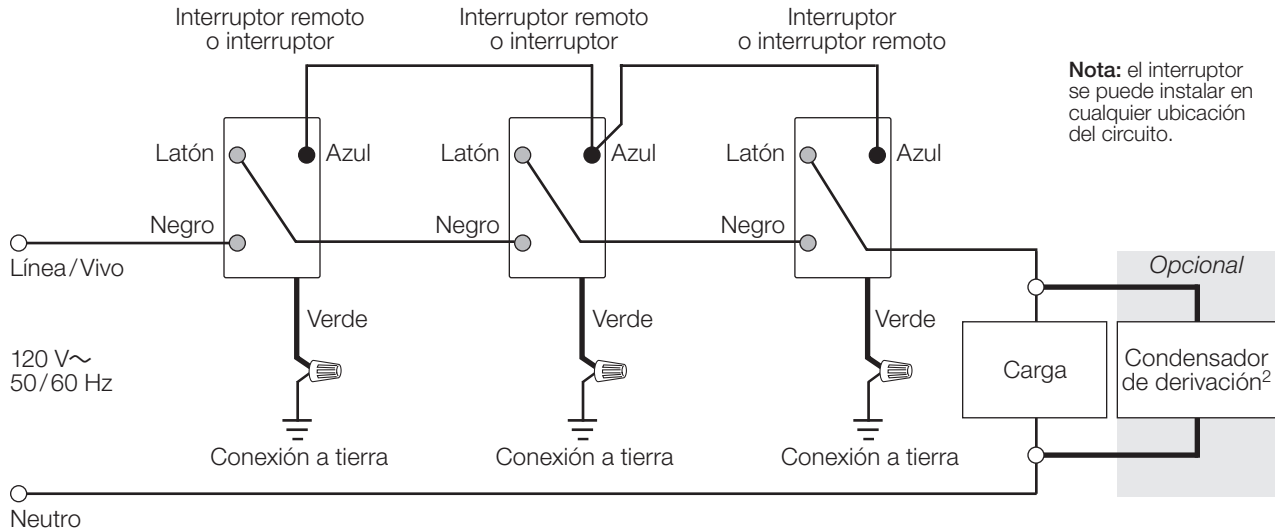 Interruptor remoto
o interruptor
Interruptor remoto
o interruptor
Interruptor
o interruptor remoto
Nota: el interruptor
se puede instalar en
cualquier ubicación
del circuito.
Latón
Azul
Latón
Azul
Latón
Azul
Negro
Negro
Negro
Línea/Vivo
Opcional
Verde
Verde
Verde
120 V~
50/60 Hz
Carga
Condensador
de derivación²
Conexión a tierra
Conexión a tierra
Conexión a tierra
Neutro